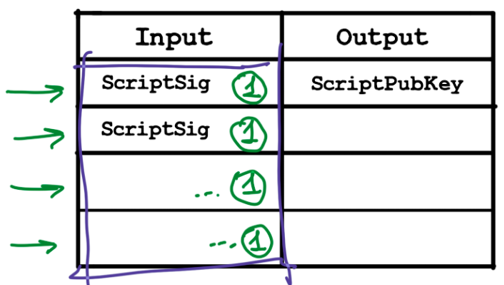 Input Output
ScriptSig 1 ScriptPubKey
ScriptSig 1
... 1
... 1